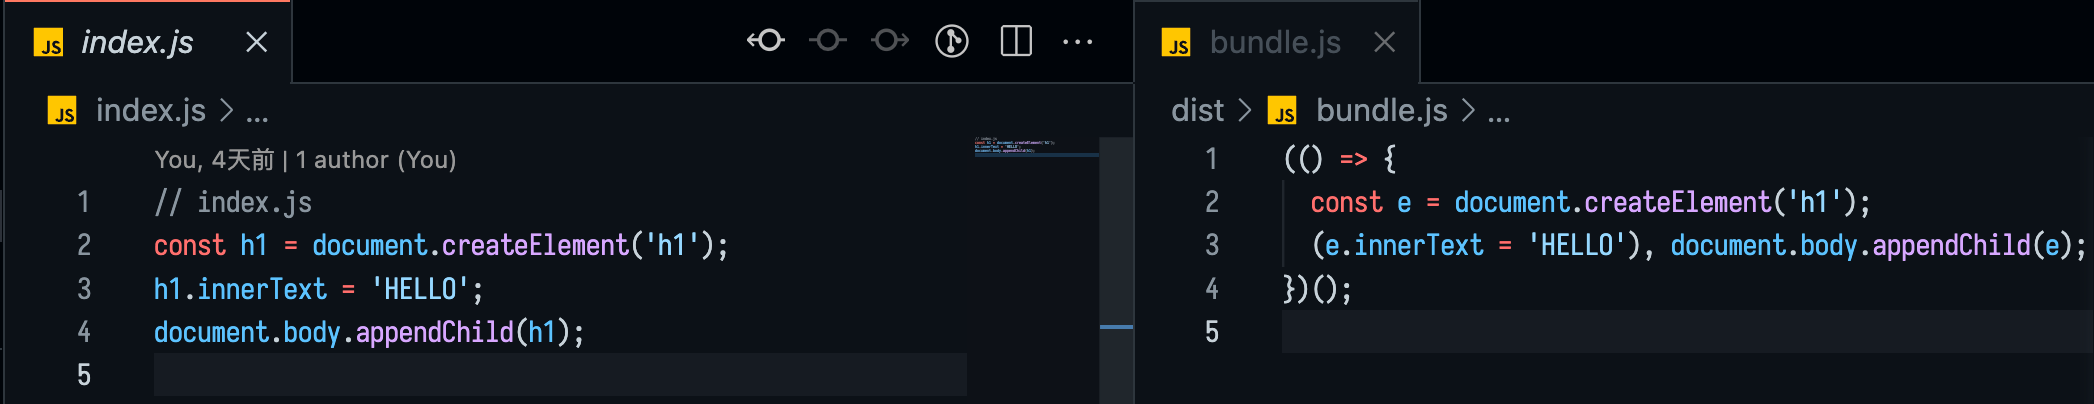 JS index.js
JS index.js > ...
You, 4天前 | 1 author (You)
1 // index.js
2 const h1 = document.createElement('h1');
3 h1.innerText = 'HELLO';
4 document.body.appendChild(h1);
5
JS bundle.js
dist > JS bundle.js > ...
1 (() => {
2 const e = document.createElement('h1');
3 (e.innerText = 'HELLO'), document.body.appendChild(e);
4 })();
5